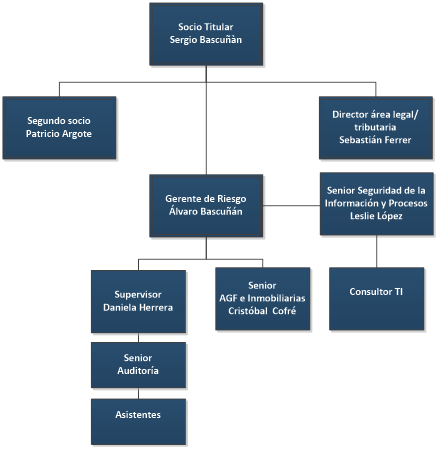 Socio Titular
Sergio Bascuñàn
Segundo socio
Patricio Argote
Director área legal/
tributaria
Sebastián Ferrer
Gerente de Riesgo
Álvaro Bascuñán
Senior Seguridad de la
Información y Procesos
Leslie López
Supervisor
Daniela Herrera
Senior
AGF e Inmobiliarias
Cristóbal Cofré
Consultor TI
Senior
Auditoría
Asistentes